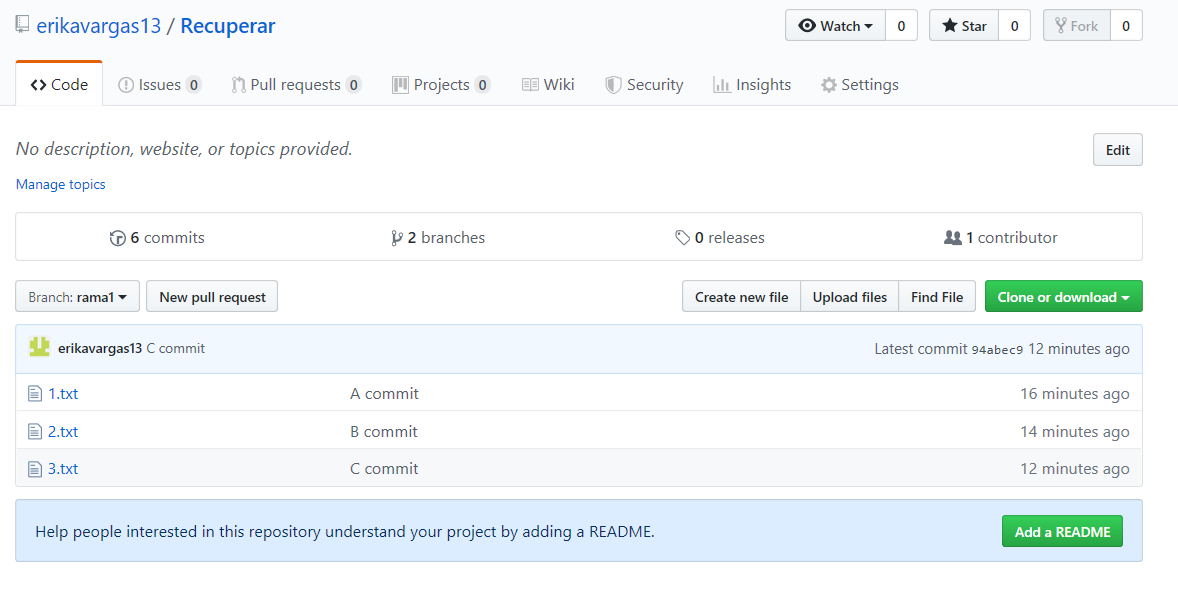 erikavargas13 / Recuperar Watch 0 Star 0 Fork 0
Code Issues 0 Pull requests 0 Projects 0 Wiki Security Insights Settings
No description, website, or topics provided. Edit
Manage topics
6 commits 2 branches 0 releases 1 contributor
Branch: rama1 New pull request Create new file Upload files Find File Clone or download
erikavargas13 C commit Latest commit 94abec9 12 minutes ago
1.txt A commit 16 minutes ago
2.txt B commit 14 minutes ago
3.txt C commit 12 minutes ago
Help people interested in this repository understand your project by adding a README. Add a README